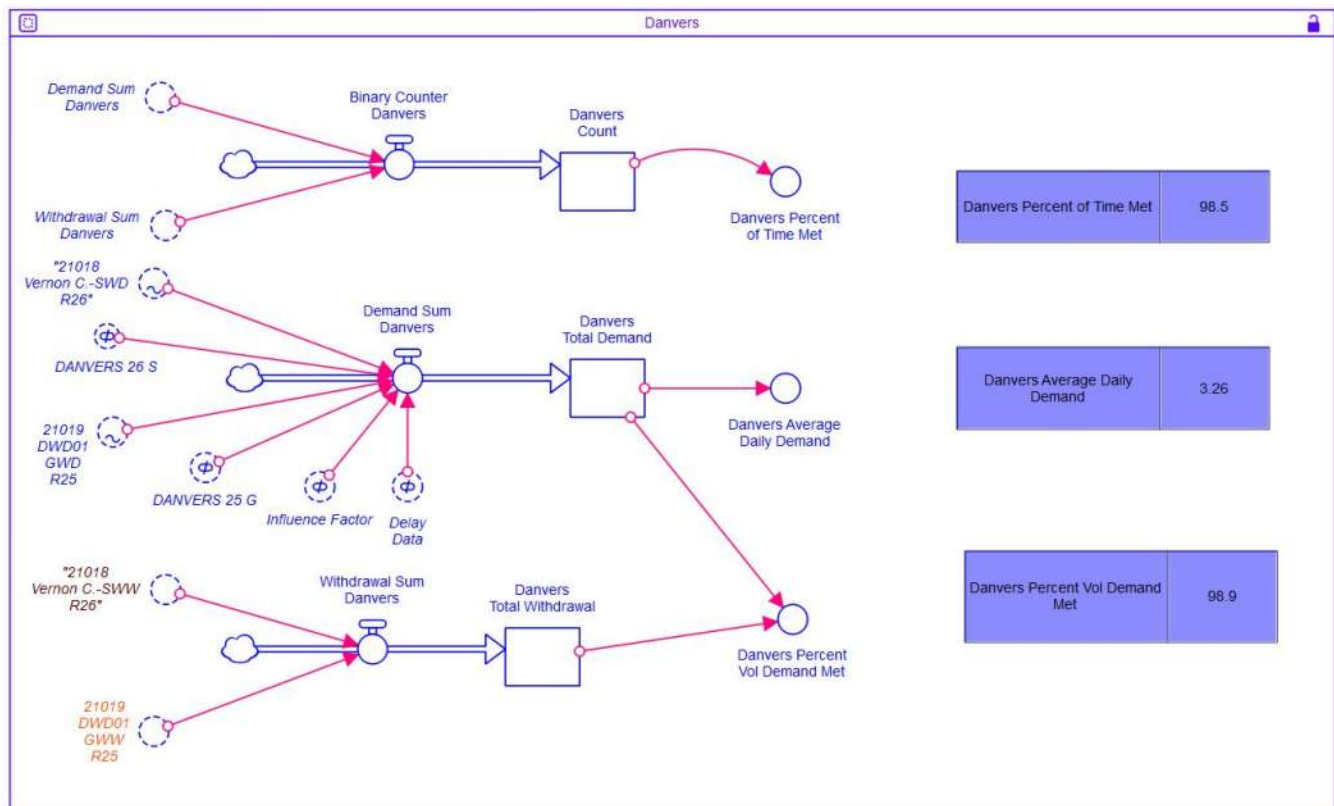 Danvers
Demand Sum
Danvers
Binary Counter
Danvers
Danvers
Count
Withdrawal Sum
Danvers
Danvers Percent
of Time Met
Danvers Percent of Time Met
98.5
"21018
Vernon C.-SWD
R26"
DANVERS 26 S
Demand Sum
Danvers
Danvers
Total Demand
21019
DWD01
GWD
R25
DANVERS 25 G
Influence Factor
Delay
Data
Danvers Average
Daily Demand
Danvers Average Daily
Demand
3.26
"21018
Vernon C.-SWW
R26"
Withdrawal Sum
Danvers
Danvers
Total Withdrawal
21019
DWD01
GWW
R25
Danvers Percent
Vol Demand Met
Danvers Percent Vol Demand
Met
98.9